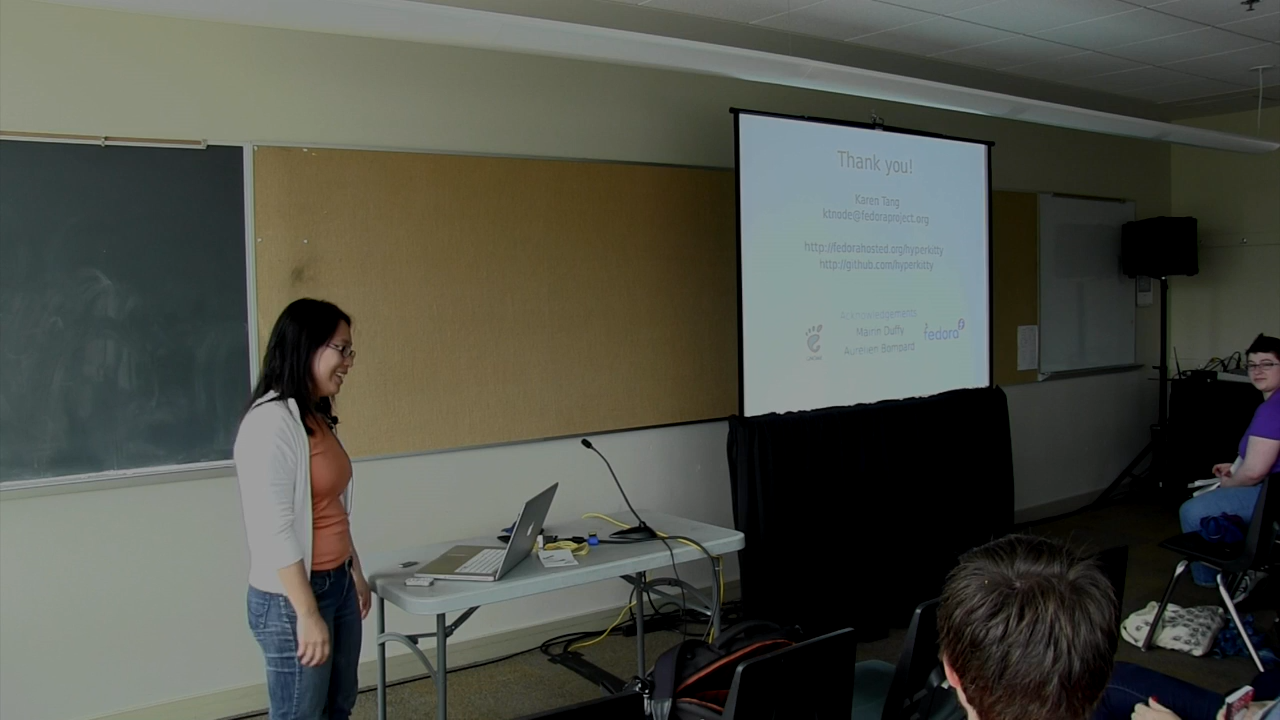 Thank you!
Karen Tang
ktnode@fedoraproject.org
http://fedorahosted.org/hyperkitty
http://github.com/hyperkitty
Acknowledgements
Mairin Duffy
Aurélien Bompard
fedora